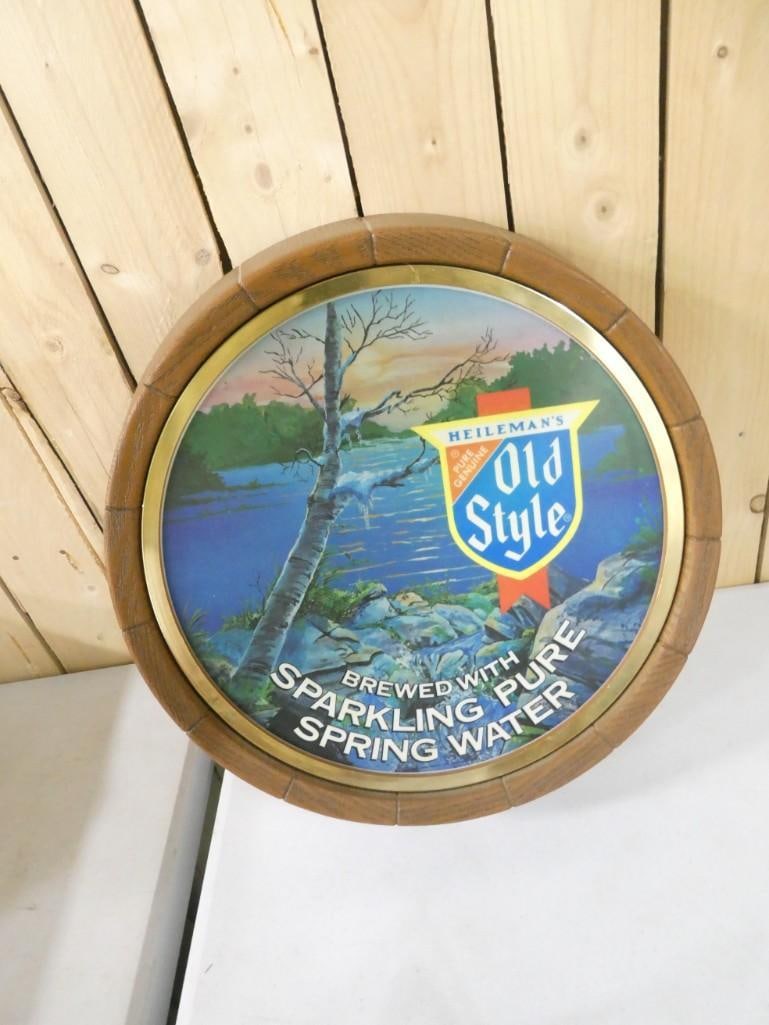 HEILEMAN'S
® PURE
GENUINE
Old
Style®
BREWED WITH
SPARKLING PURE
SPRING WATER